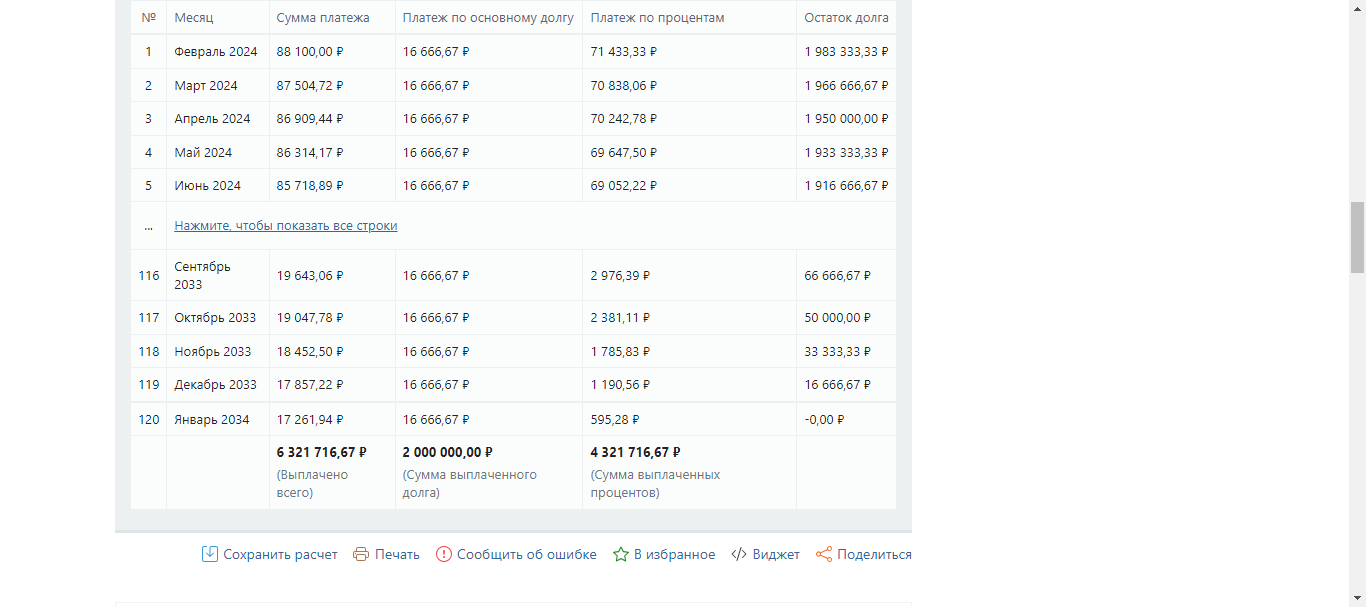 № Месяц Сумма платежа Платеж по основному долгу Платеж по процентам Остаток долга
1 Февраль 2024 88 100,00 ₽ 16 666,67 ₽ 71 433,33 ₽ 1 983 333,33 ₽
2 Март 2024 87 504,72 ₽ 16 666,67 ₽ 70 838,06 ₽ 1 966 666,67 ₽
3 Апрель 2024 86 909,44 ₽ 16 666,67 ₽ 70 242,78 ₽ 1 950 000,00 ₽
4 Май 2024 86 314,17 ₽ 16 666,67 ₽ 69 647,50 ₽ 1 933 333,33 ₽
5 Июнь 2024 85 718,89 ₽ 16 666,67 ₽ 69 052,22 ₽ 1 916 666,67 ₽
... Нажмите, чтобы показать все строки
116 Сентябрь 2033 19 643,06 ₽ 16 666,67 ₽ 2 976,39 ₽ 66 666,67 ₽
117 Октябрь 2033 19 047,78 ₽ 16 666,67 ₽ 2 381,11 ₽ 50 000,00 ₽
118 Ноябрь 2033 18 452,50 ₽ 16 666,67 ₽ 1 785,83 ₽ 33 333,33 ₽
119 Декабрь 2033 17 857,22 ₽ 16 666,67 ₽ 1 190,56 ₽ 16 666,67 ₽
120 Январь 2034 17 261,94 ₽ 16 666,67 ₽ 595,28 ₽ -0,00 ₽
6 321 716,67 ₽ 2 000 000,00 ₽ 4 321 716,67 ₽
(Выплачено (Сумма выплаченного (Сумма выплаченных
всего) долга) процентов)
Сохранить расчет Печать Сообщить об ошибке В избранное Виджет Поделиться